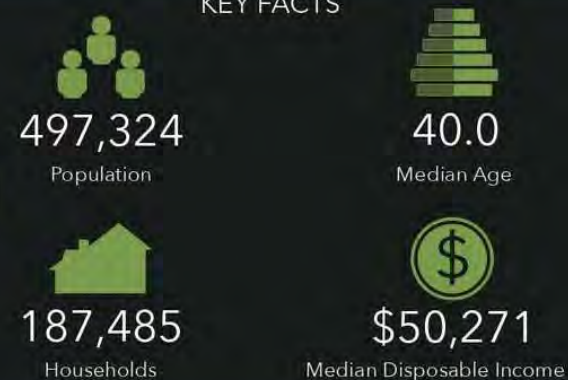 KEY FACTS
497,324
Population
40.0
Median Age
187,485
Households
$50,271
Median Disposable Income